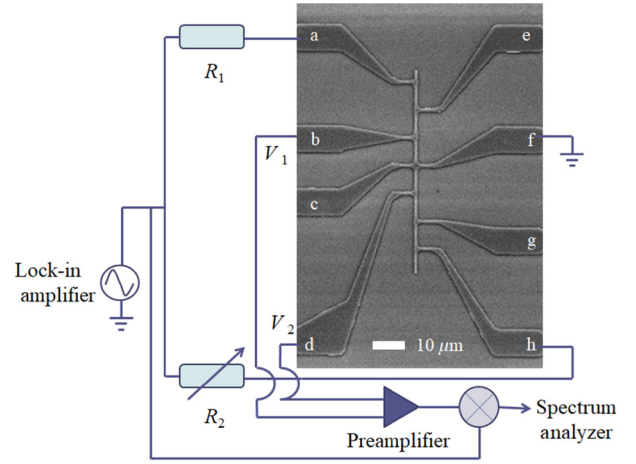 a
e
R1
b
f
V1
c
g
Lock-in
amplifier
V2
d
10 μm
h
R2
Preamplifier
Spectrum
analyzer